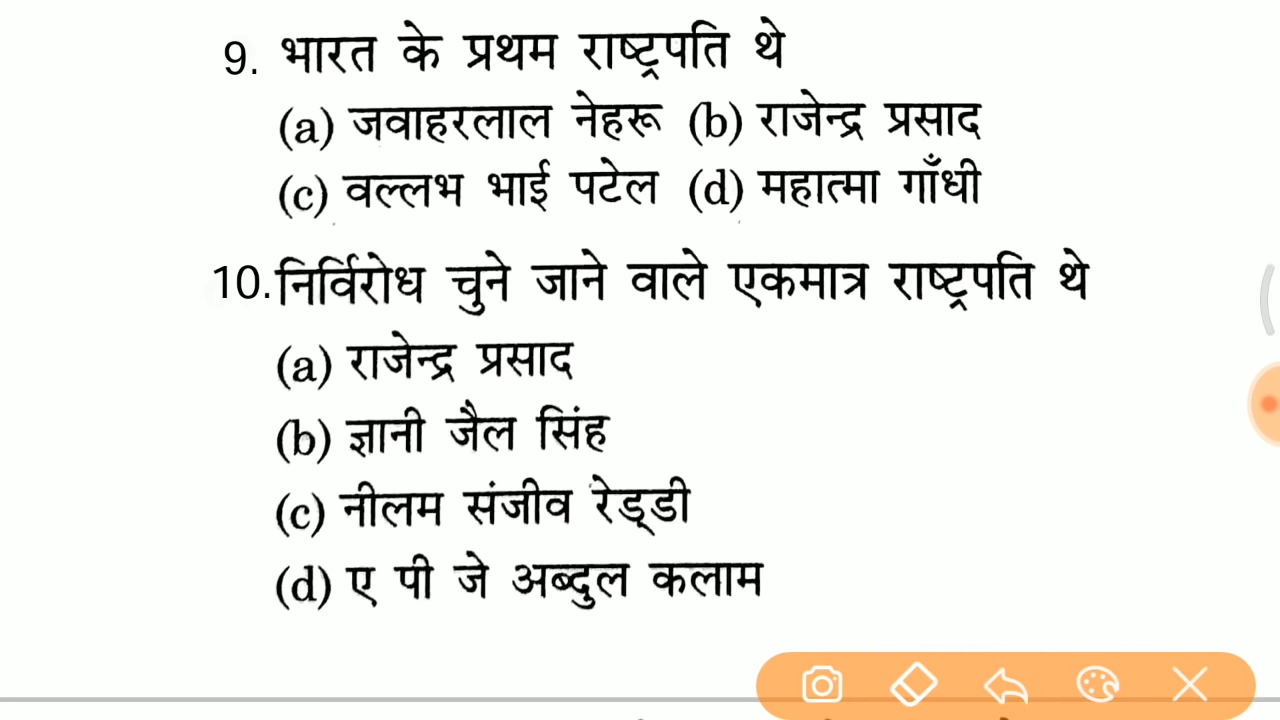 9. भारत के प्रथम राष्ट्रपति थे
(a) जवाहरलाल नेहरू (b) राजेन्द्र प्रसाद
(c) वल्लभ भाई पटेल (d) महात्मा गाँधी
10. निर्विरोध चुने जाने वाले एकमात्र राष्ट्रपति थे
(a) राजेन्द्र प्रसाद
(b) ज्ञानी जैल सिंह
(c) नीलम संजीव रेड्डी
(d) ए पी जे अब्दुल कलाम